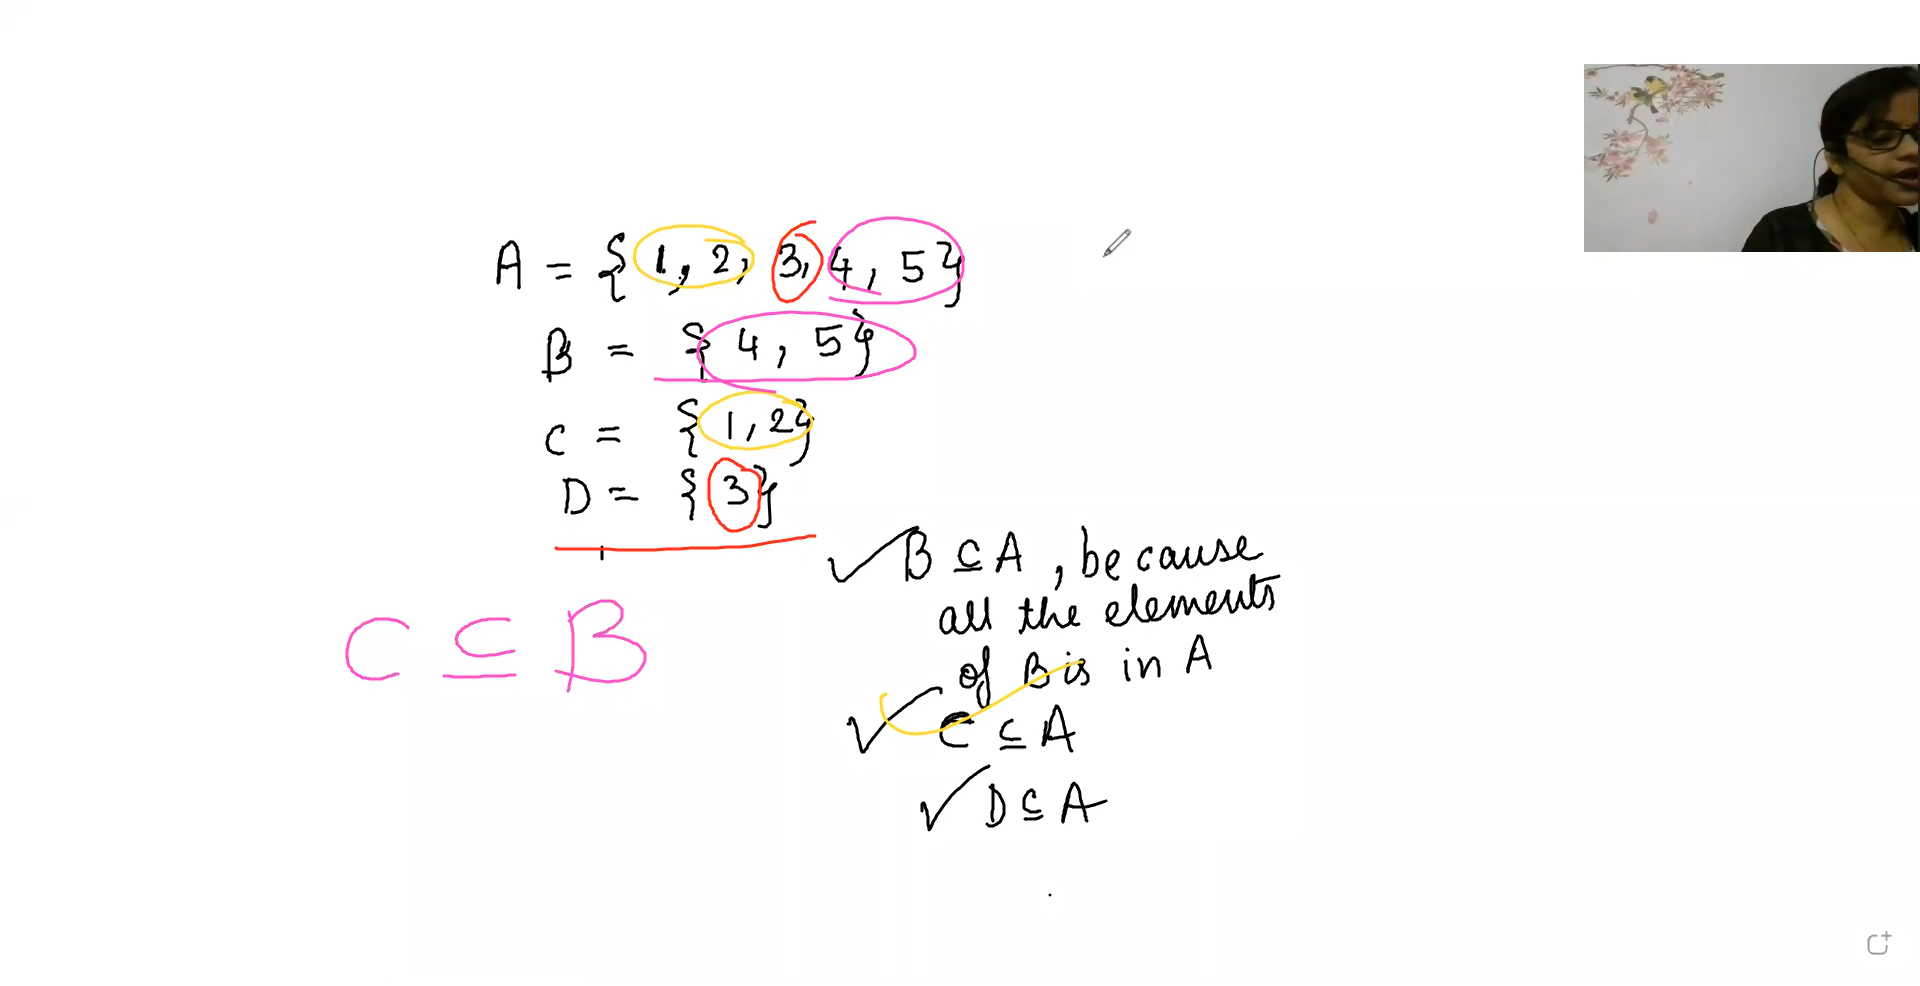 A = {1, 2, 3, 4, 5}
B = {4, 5}
C = {1, 2}
D = {3}
B ⊆ A, because
all the elements
of B is in A
C ⊆ B
C ⊆ A
D ⊆ A